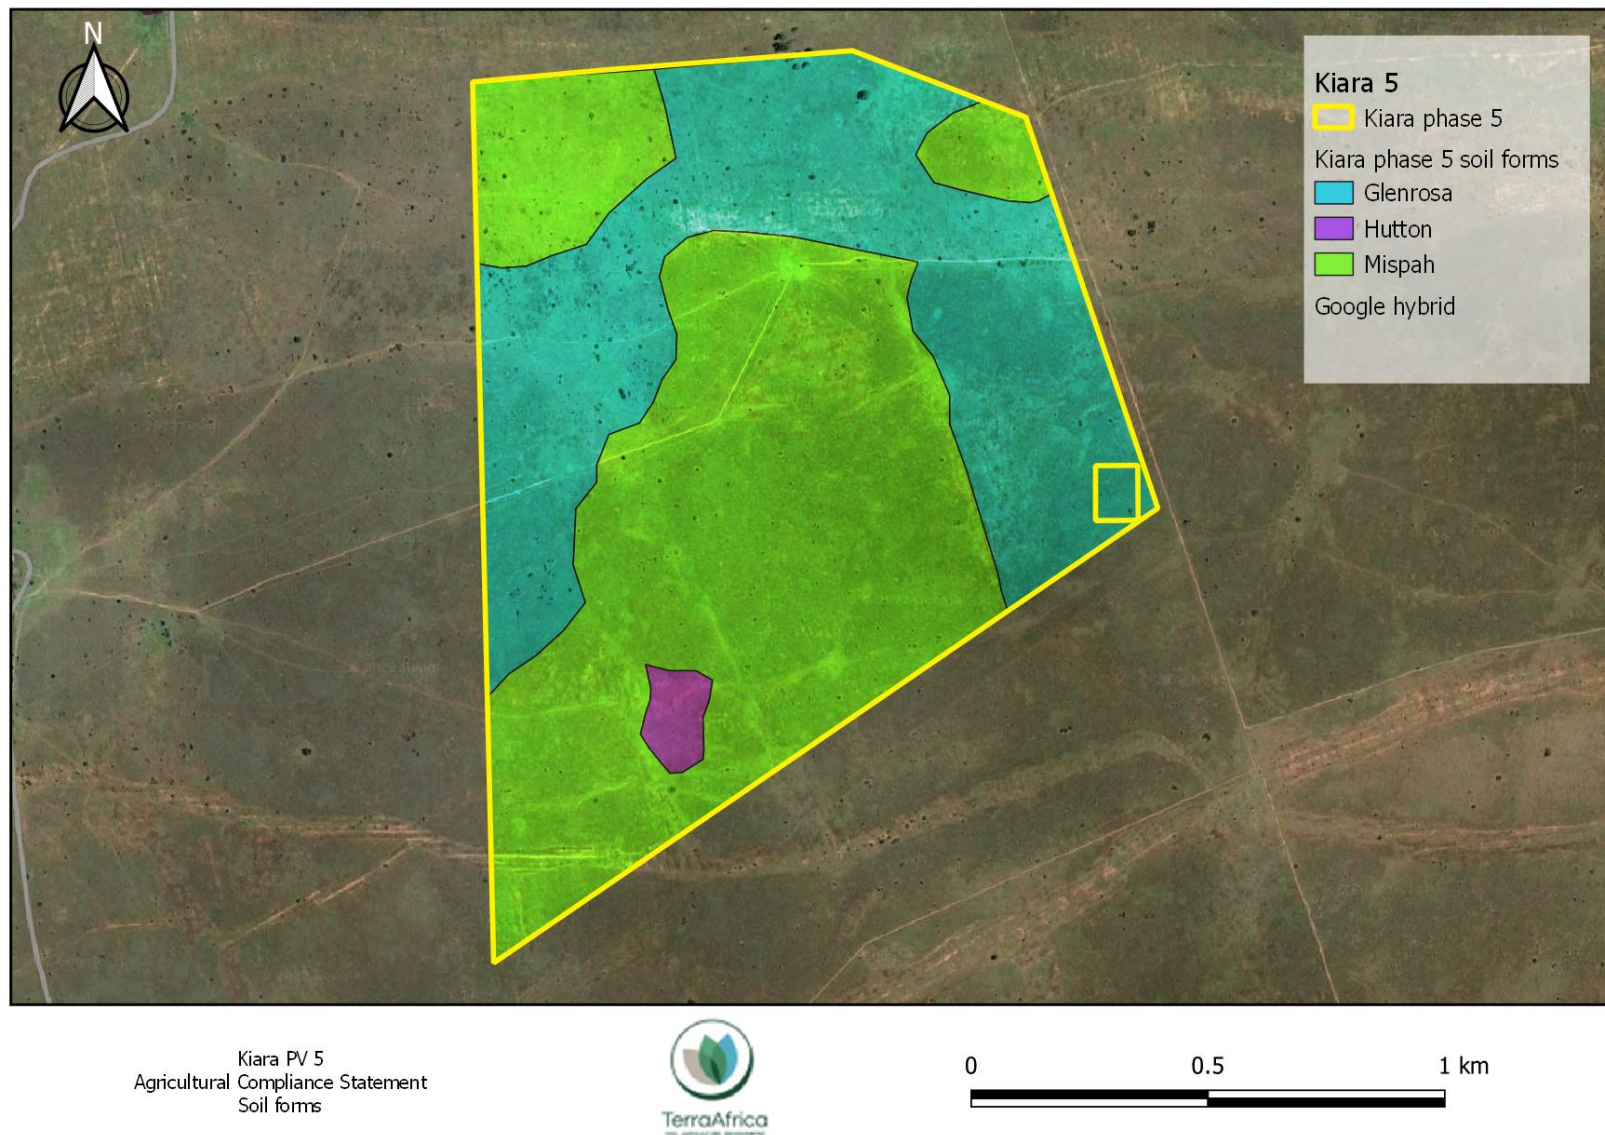 N
Kiara 5
Kiara phase 5
Kiara phase 5 soil forms
Glenrosa
Hutton
Mispah
Google hybrid
Kiara PV 5
Agricultural Compliance Statement
Soil forms
TerraAfrica
0 0.5 1 km